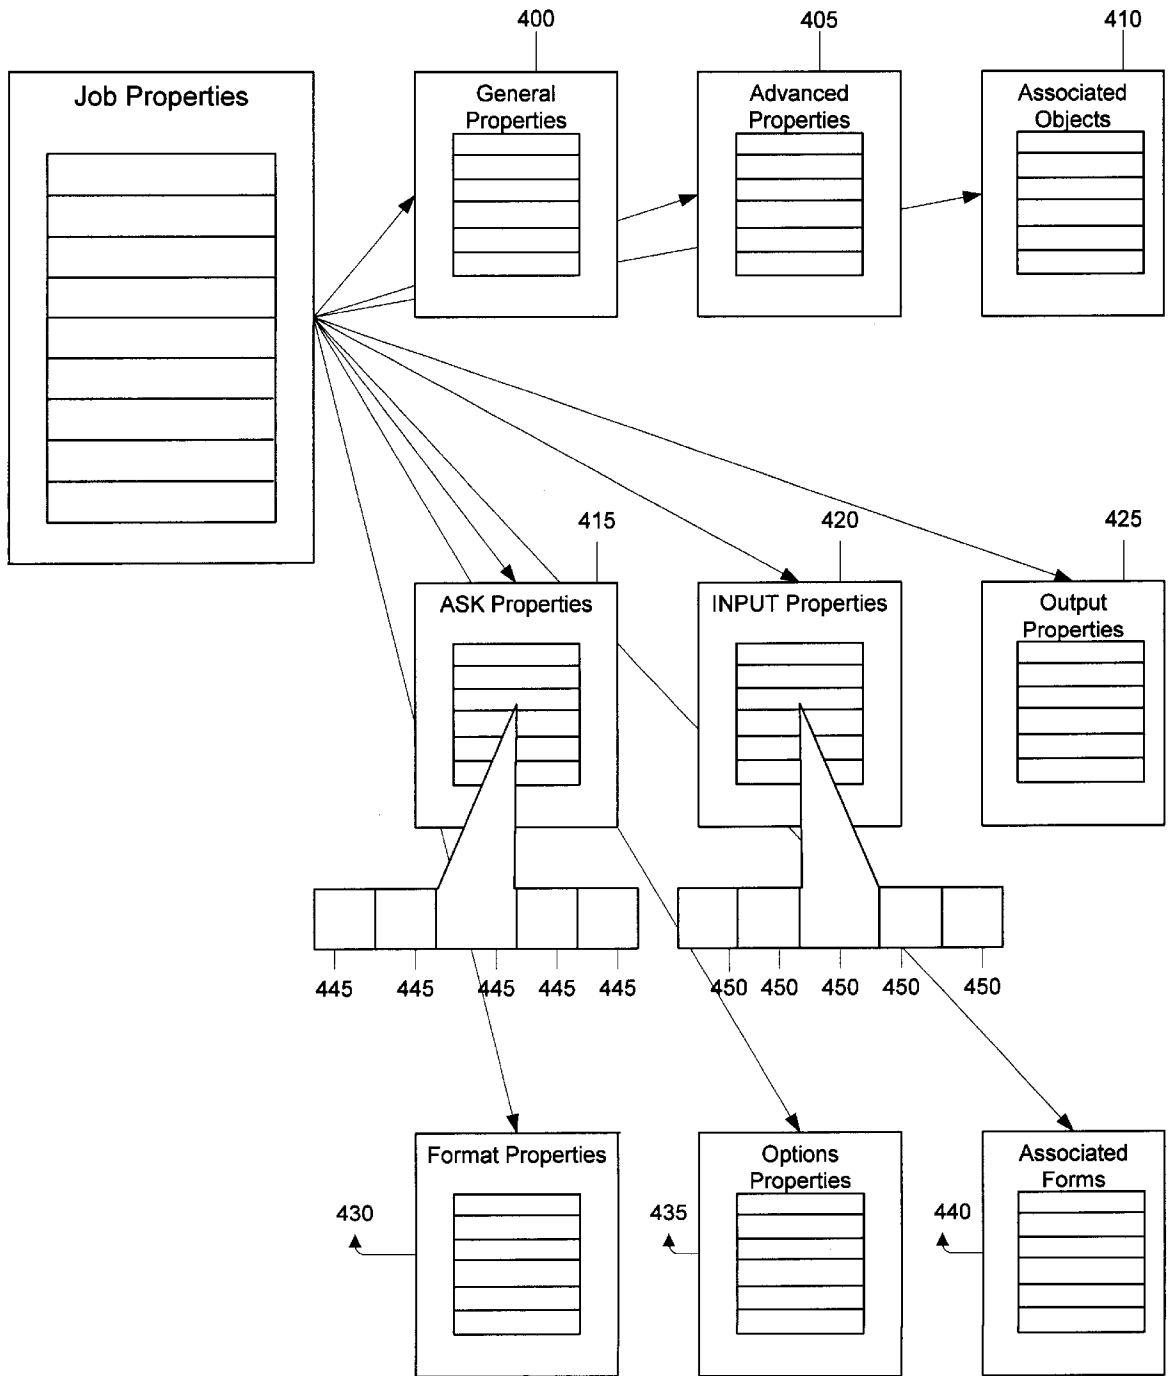 400
405
410
Job Properties
General
Properties
Advanced
Properties
Associated
Objects
415
420
425
ASK Properties
INPUT Properties
Output
Properties
445
445
445
445
445
450
450
450
450
450
Format Properties
Options
Properties
Associated
Forms
430
435
440